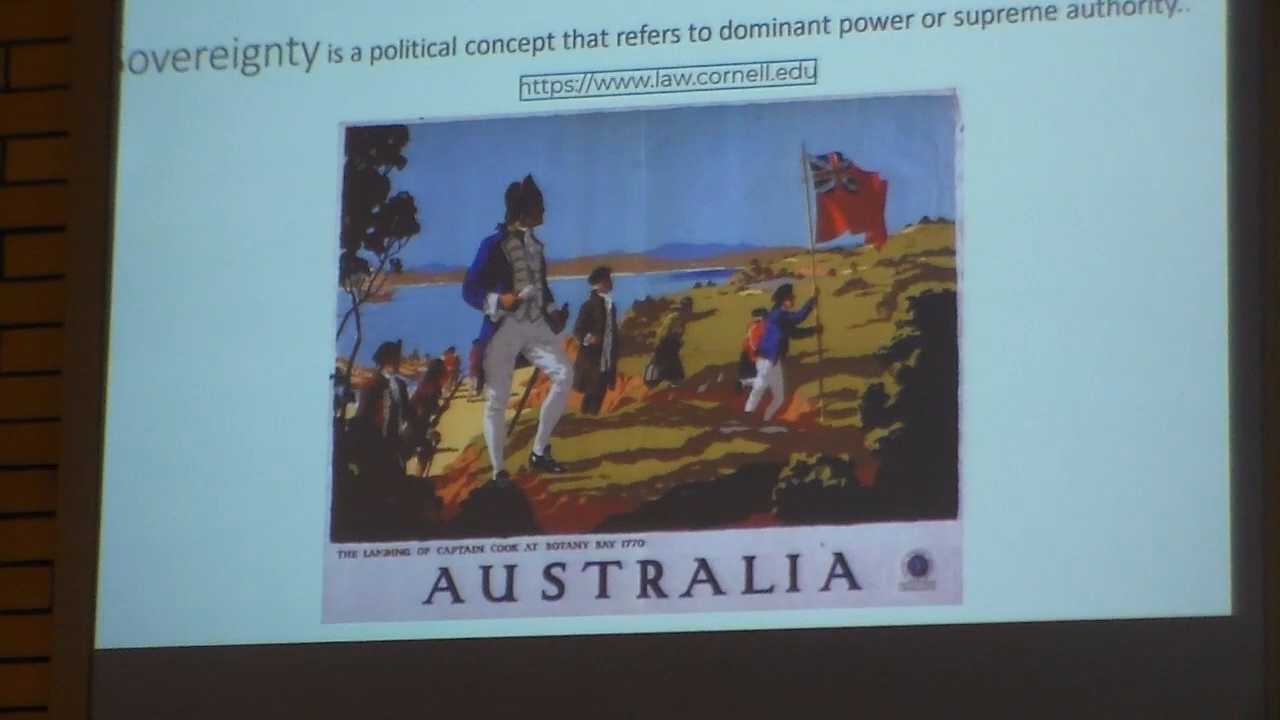 overeignty is a political concept that refers to dominant power or supreme authority..
https://www.law.cornell.edu
THE LANDING OF CAPTAIN COOK AT BOTANY BAY 1770
AUSTRALIA